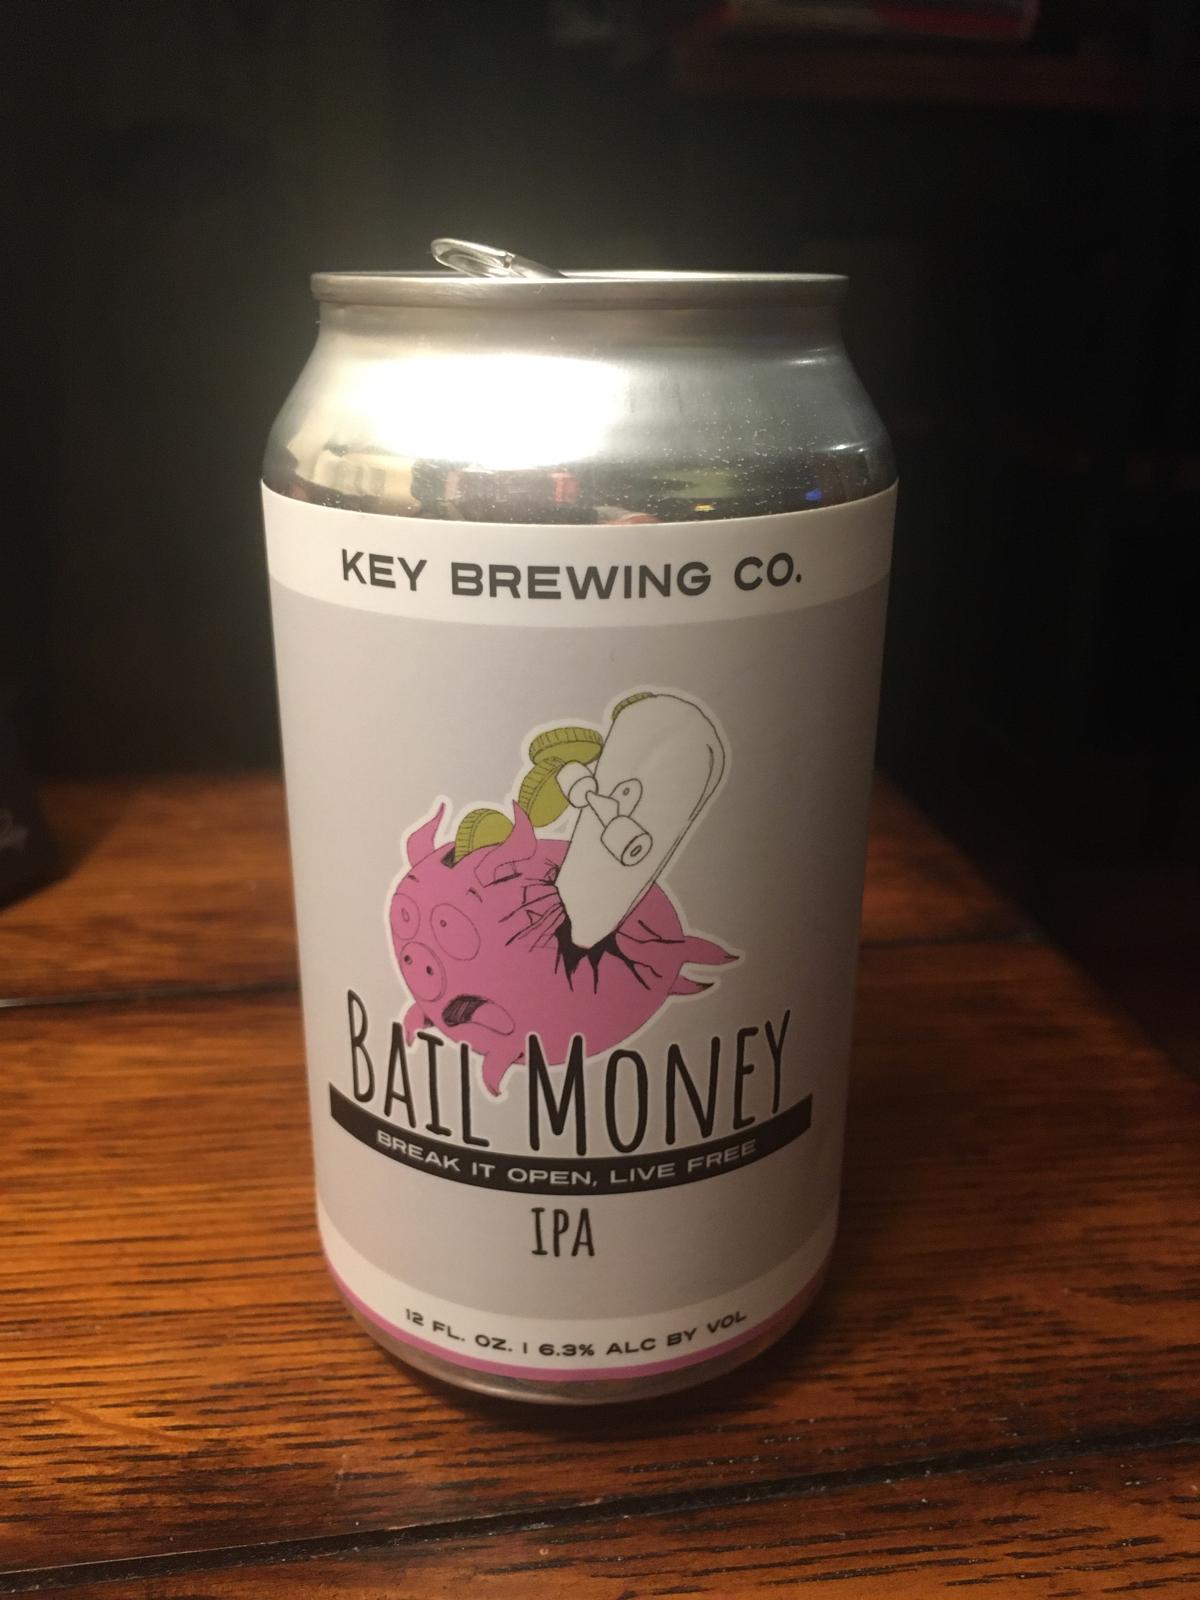 KEY BREWING CO.
BAIL MONEY
BREAK IT OPEN, LIVE FREE
IPA
12 FL. OZ. | 6.3% ALC BY VOL